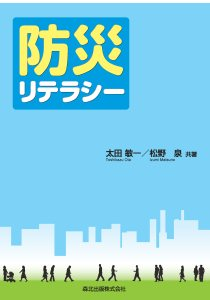 防災
リテラシー
太田 敏一／松野 泉 共著
Toshikazu Ota Izumi Matsuno
森北出版株式会社